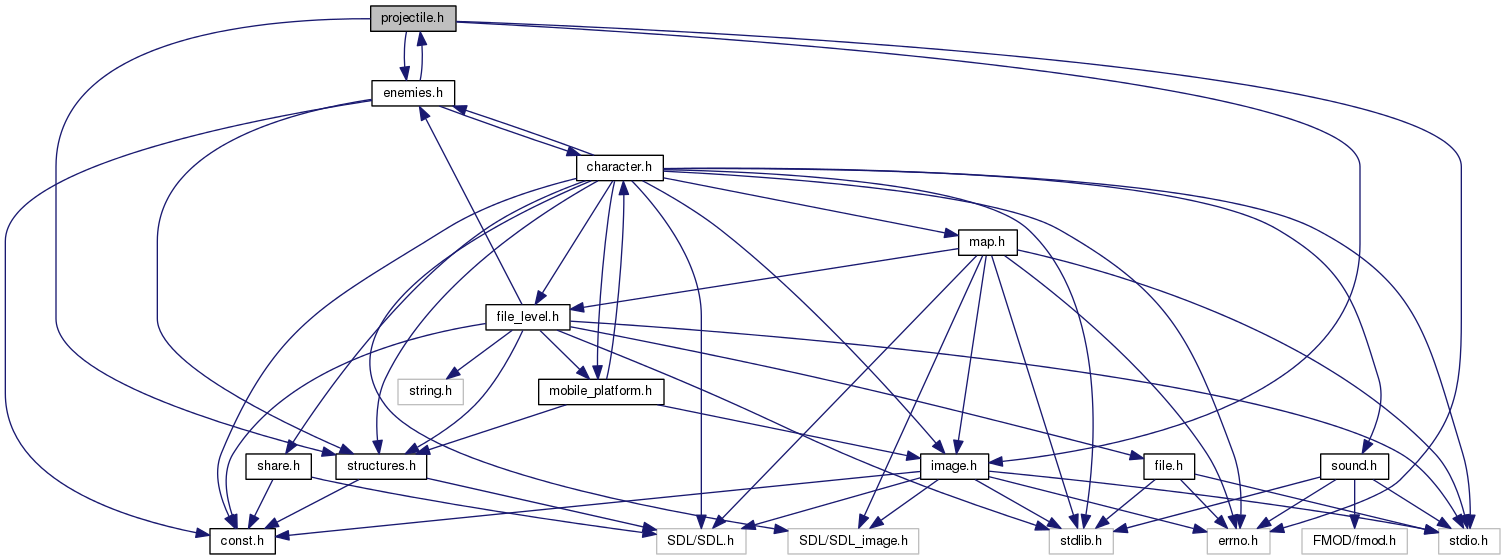 projectile.h
enemies.h
character.h
map.h
file_level.h
string.h
mobile_platform.h
share.h
structures.h
image.h
file.h
sound.h
const.h
SDL/SDL.h
SDL/SDL_image.h
stdlib.h
errno.h
FMOD/fmod.h
stdio.h